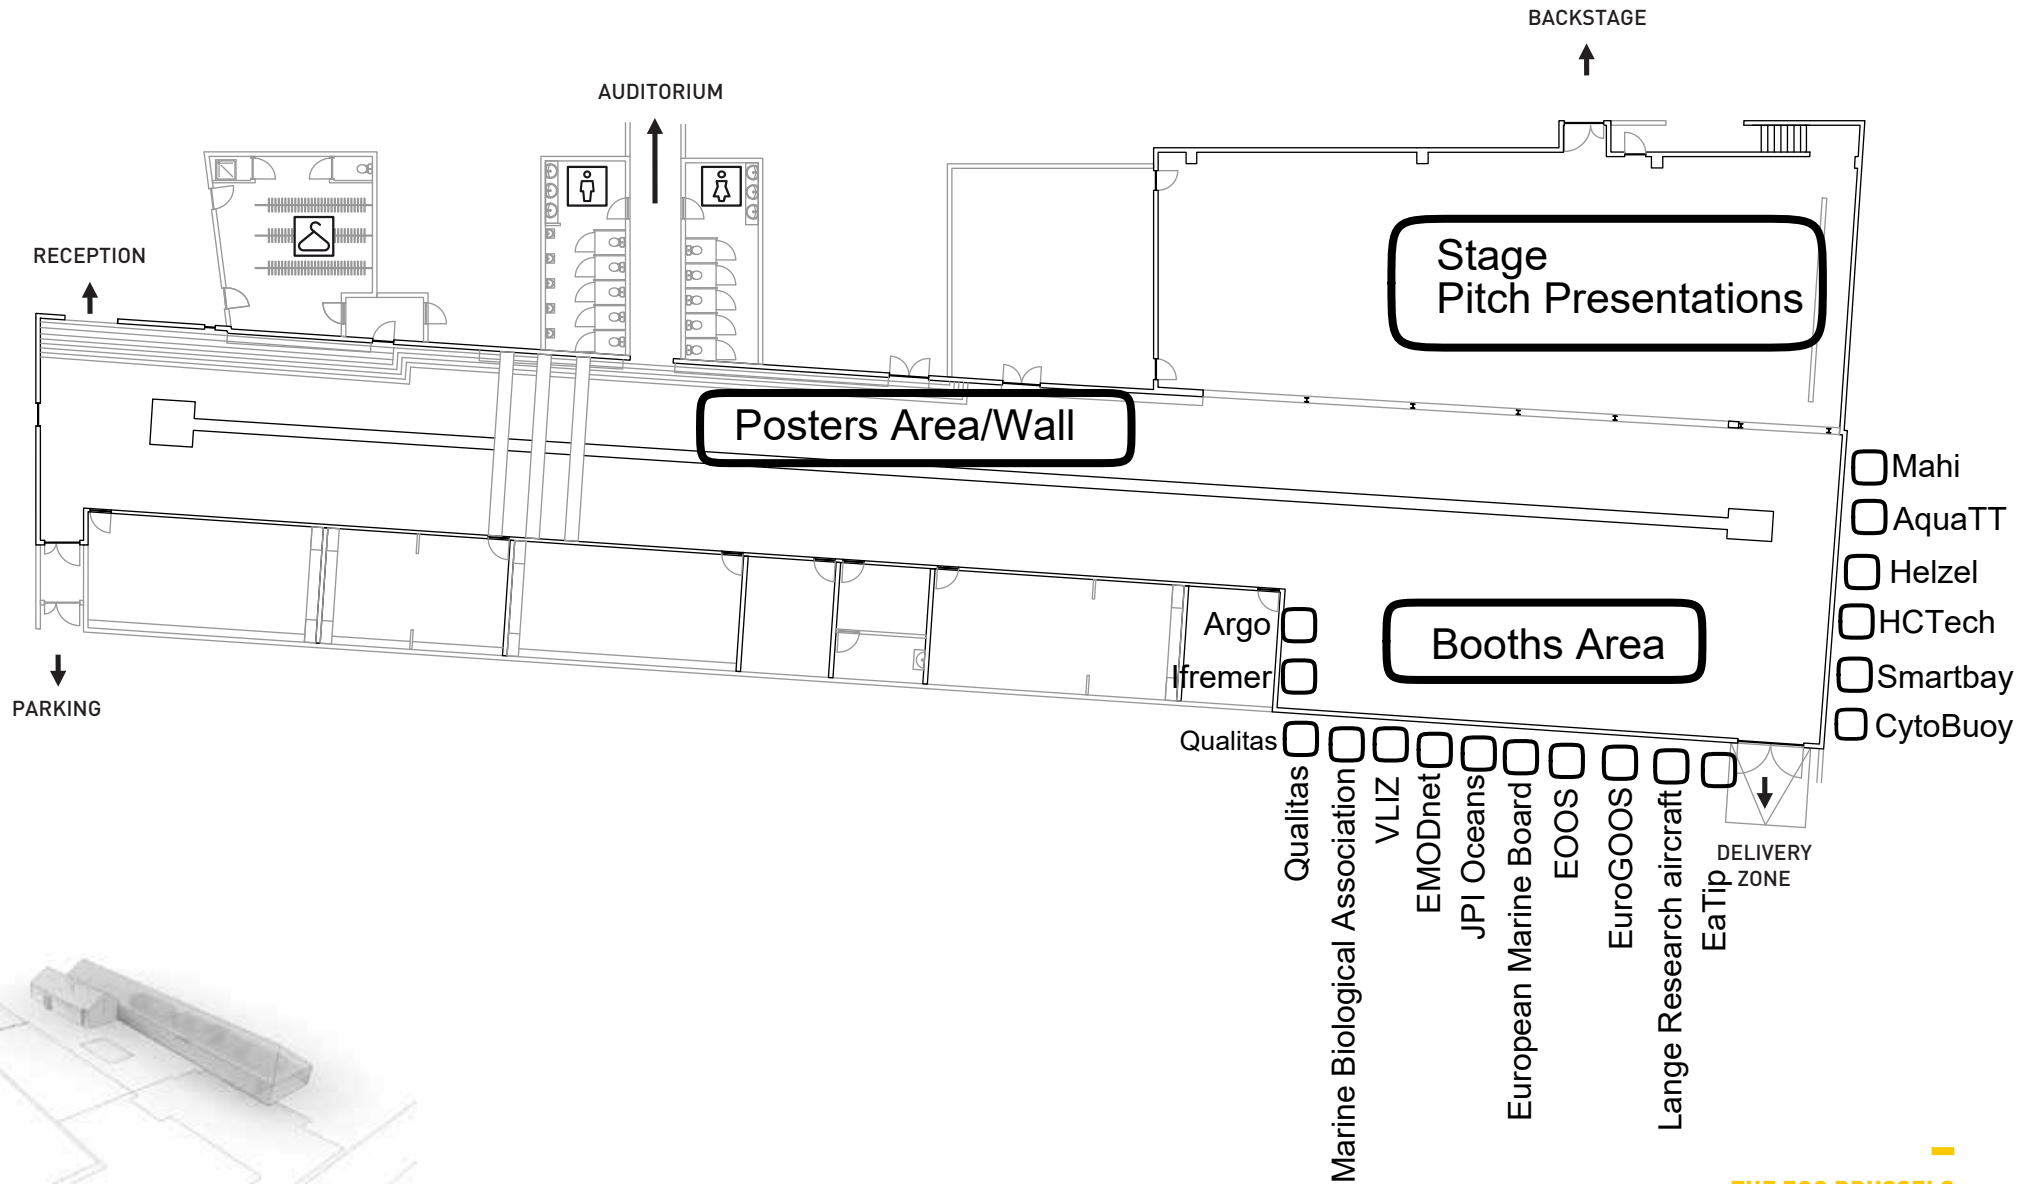 BACKSTAGE
AUDITORIUM
RECEPTION
Stage
Pitch Presentations
Posters Area/Wall
Mahi
AquaTT
Helzel
HCTech
Smartbay
CytoBuoy
Argo
Ifremer
Booths Area
PARKING
Qualitas
Qualitas
Marine Biological Association
VLIZ
EMODnet
JPI Oceans
European Marine Board
EOOS
EuroGOOS
Lange Research aircraft
EaTip
DELIVERY
ZONE